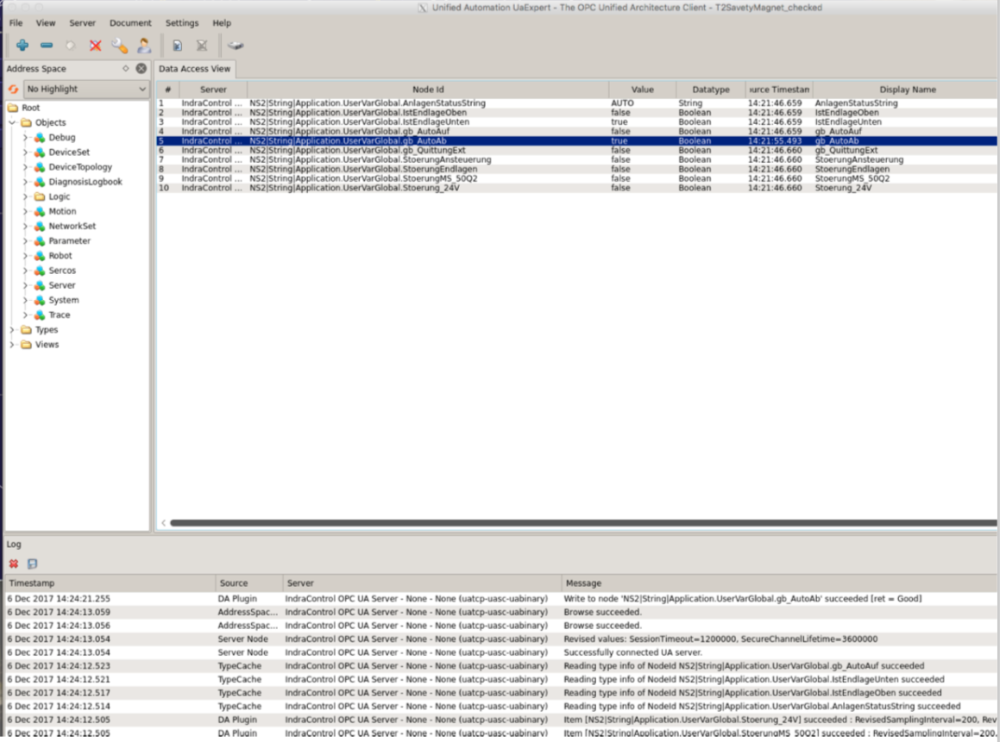 Unified Automation UaExpert - The OPC Unified Architecture Client - T2SavetyMagnet_checked
File View Server Document Settings Help
Address Space
No Highlight
Root
Objects
Debug
DeviceSet
DeviceTopology
DiagnosisLogbook
Logic
Motion
NetworkSet
Parameter
Robot
Sercos
Server
System
Trace
Types
Views
Data Access View
# Server Node Id Value Datatype urce Timestan Display Name
1 IndraControl ... NS2|String|Application.UserVarGlobal.AnlagenStatusString AUTO String 14:21:46.659 AnlagenStatusString
2 IndraControl ... NS2|String|Application.UserVarGlobal.IstEndlageOben false Boolean 14:21:46.659 IstEndlageOben
3 IndraControl ... NS2|String|Application.UserVarGlobal.IstEndlageUnten true Boolean 14:21:46.659 IstEndlageUnten
4 IndraControl ... NS2|String|Application.UserVarGlobal.gb_AutoAuf false Boolean 14:21:46.659 gb_AutoAuf
5 IndraControl ... NS2|String|Application.UserVarGlobal.gb_AutoAb true Boolean 14:21:55.493 gb_AutoAb
6 IndraControl ... NS2|String|Application.UserVarGlobal.gb_QuittungExt false Boolean 14:21:46.660 gb_QuittungExt
7 IndraControl ... NS2|String|Application.UserVarGlobal.StoerungAnsteuerung false Boolean 14:21:46.660 StoerungAnsteuerung
8 IndraControl ... NS2|String|Application.UserVarGlobal.StoerungEndlagen false Boolean 14:21:46.660 StoerungEndlagen
9 IndraControl ... NS2|String|Application.UserVarGlobal.StoerungMS_50Q2 false Boolean 14:21:46.660 StoerungMS_50Q2
10 IndraControl ... NS2|String|Application.UserVarGlobal.Stoerung_24V false Boolean 14:21:46.660 Stoerung_24V
Log
Timestamp Source Server Message
6 Dec 2017 14:24:21.255 DA Plugin IndraControl OPC UA Server - None - None (uatcp-uasc-uabinary) Write to node 'NS2|String|Application.UserVarGlobal.gb_AutoAb' succeeded [ret = Good]
6 Dec 2017 14:24:13.059 AddressSpac... IndraControl OPC UA Server - None - None (uatcp-uasc-uabinary) Browse succeeded.
6 Dec 2017 14:24:13.056 AddressSpac... IndraControl OPC UA Server - None - None (uatcp-uasc-uabinary) Browse succeeded.
6 Dec 2017 14:24:13.054 Server Node IndraControl OPC UA Server - None - None (uatcp-uasc-uabinary) Revised values: SessionTimeout=1200000, SecureChannelLifetime=3600000
6 Dec 2017 14:24:13.054 Server Node IndraControl OPC UA Server - None - None (uatcp-uasc-uabinary) Successfully connected UA server.
6 Dec 2017 14:24:12.523 TypeCache IndraControl OPC UA Server - None - None (uatcp-uasc-uabinary) Reading type info of NodeId NS2|String|Application.UserVarGlobal.gb_AutoAuf succeeded
6 Dec 2017 14:24:12.521 TypeCache IndraControl OPC UA Server - None - None (uatcp-uasc-uabinary) Reading type info of NodeId NS2|String|Application.UserVarGlobal.IstEndlageUnten succeeded
6 Dec 2017 14:24:12.517 TypeCache IndraControl OPC UA Server - None - None (uatcp-uasc-uabinary) Reading type info of NodeId NS2|String|Application.UserVarGlobal.IstEndlageOben succeeded
6 Dec 2017 14:24:12.514 TypeCache IndraControl OPC UA Server - None - None (uatcp-uasc-uabinary) Reading type info of NodeId NS2|String|Application.UserVarGlobal.AnlagenStatusString succeeded
6 Dec 2017 14:24:12.505 DA Plugin IndraControl OPC UA Server - None - None (uatcp-uasc-uabinary) Item [NS2|String|Application.UserVarGlobal.Stoerung_24V] succeeded : RevisedSamplingInterval=200, Rev
6 Dec 2017 14:24:12.505 DA Plugin IndraControl OPC UA Server - None - None (uatcp-uasc-uabinary) Item [NS2|String|Application.UserVarGlobal.StoerungMS_50Q2] succeeded : RevisedSamplingInterval=200,